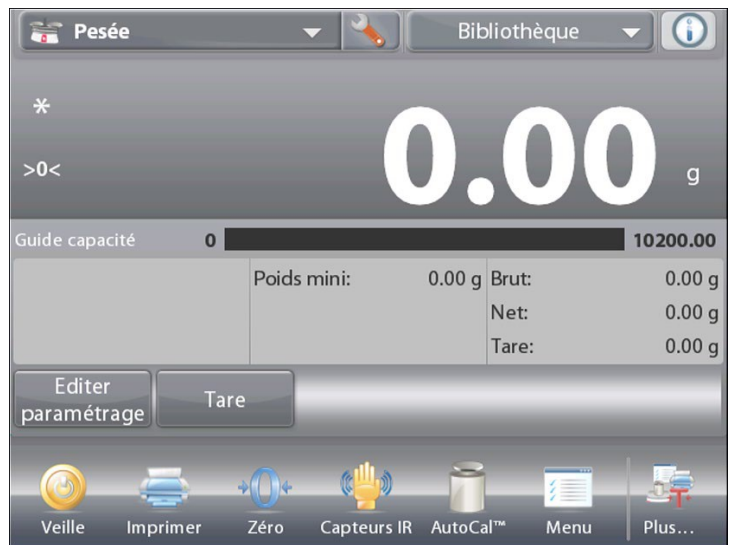 Pesée Bibliothèque
*
0.00 g
>0<
Guide capacité 0 10200.00
Poids mini: 0.00 g Brut: 0.00 g
Net: 0.00 g
Tare: 0.00 g
Editer
paramétrage
Tare
Veille Imprimer Zéro Capteurs IR AutoCal™ Menu Plus...